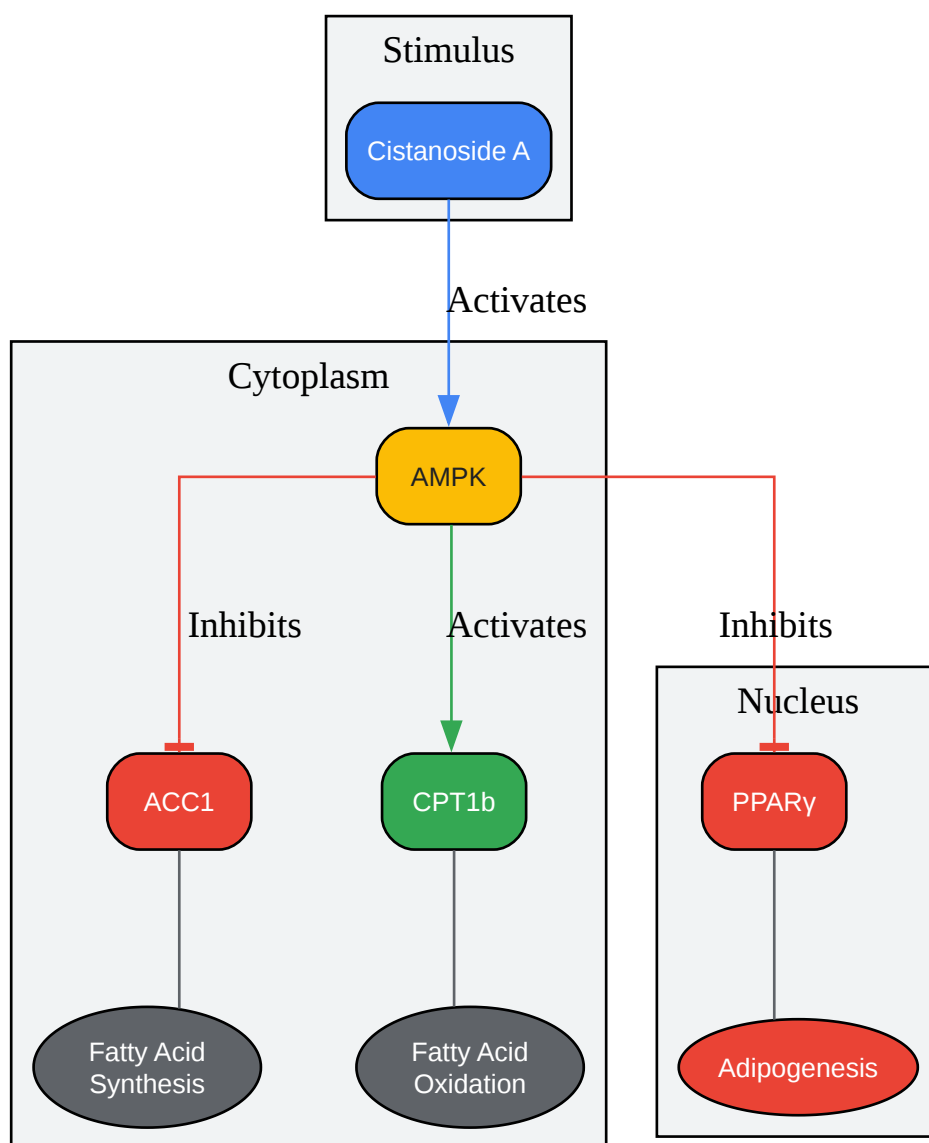 Stimulus
Cistanoside A
Activates
Cytoplasm
AMPK
Inhibits
Activates
Inhibits
Nucleus
ACC1
CPT1b
PPARγ
Fatty Acid
Synthesis
Fatty Acid
Oxidation
Adipogenesis